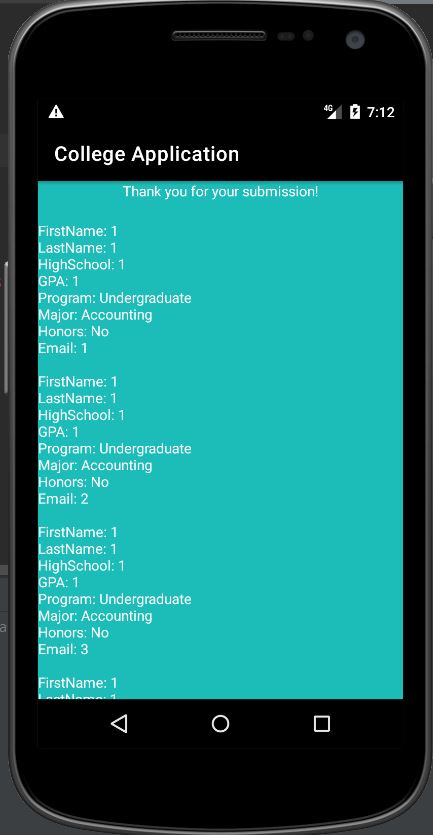 4G 7:12
College Application
Thank you for your submission!
FirstName: 1
LastName: 1
HighSchool: 1
GPA: 1
Program: Undergraduate
Major: Accounting
Honors: No
Email: 1
FirstName: 1
LastName: 1
HighSchool: 1
GPA: 1
Program: Undergraduate
Major: Accounting
Honors: No
Email: 2
FirstName: 1
LastName: 1
HighSchool: 1
GPA: 1
Program: Undergraduate
Major: Accounting
Honors: No
Email: 3
FirstName: 1
LastName: 1